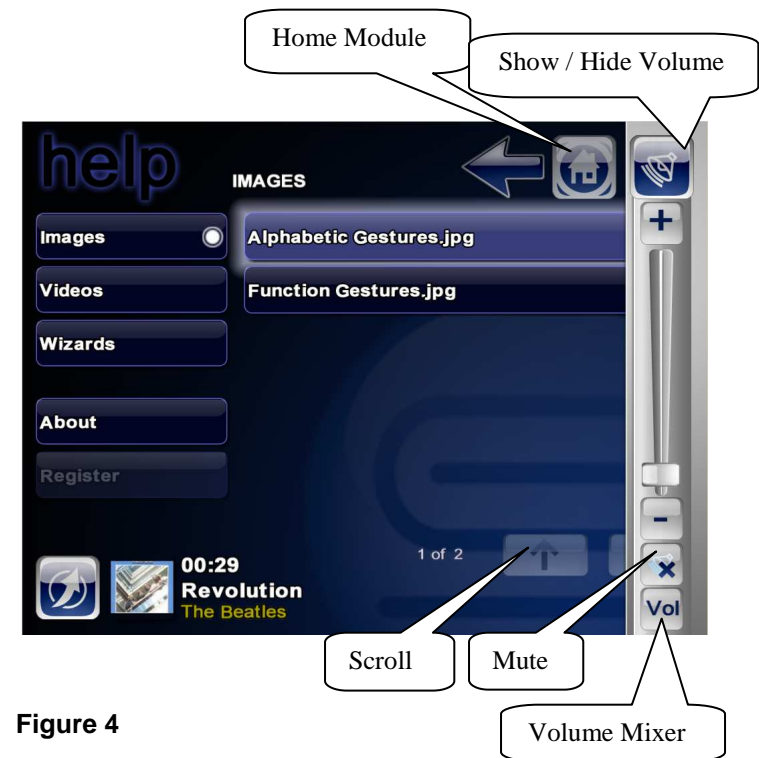 Home Module
Show / Hide Volume
help
IMAGES
Images
Alphabetic Gestures.jpg
Videos
Function Gestures.jpg
Wizards
About
Register
1 of 2
00:29
Revolution
The Beatles
+
-
Vol
Scroll
Mute
Figure 4
Volume Mixer